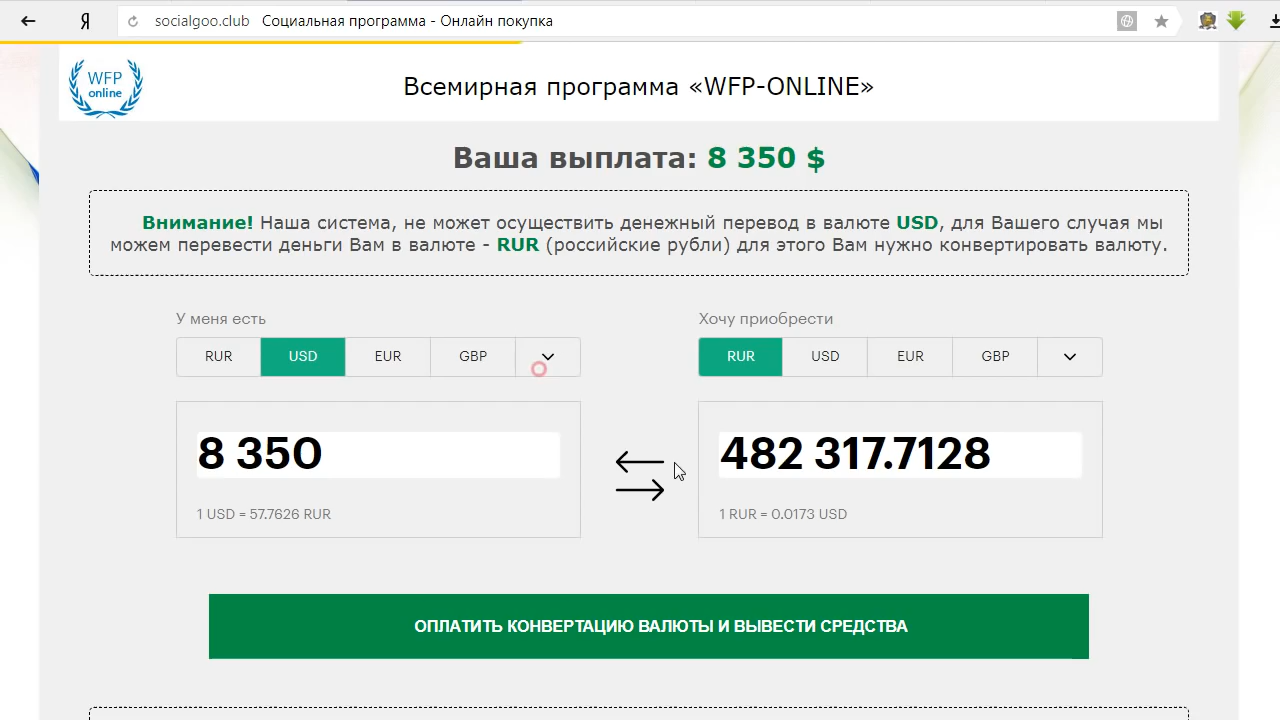 Я socialgoo.club Социальная программа - Онлайн покупка
WFP
online
Всемирная программа «WFP-ONLINE»
Ваша выплата: 8 350 $
Внимание! Наша система, не может осуществить денежный перевод в валюте USD, для Вашего случая мы
можем перевести деньги Вам в валюте - RUR (российские рубли) для этого Вам нужно конвертировать валюту.
У меня есть
RUR USD EUR GBP
8 350
1 USD = 57.7626 RUR
Хочу приобрести
RUR USD EUR GBP
482 317.7128
1 RUR = 0.0173 USD
ОПЛАТИТЬ КОНВЕРТАЦИЮ ВАЛЮТЫ И ВЫВЕСТИ СРЕДСТВА